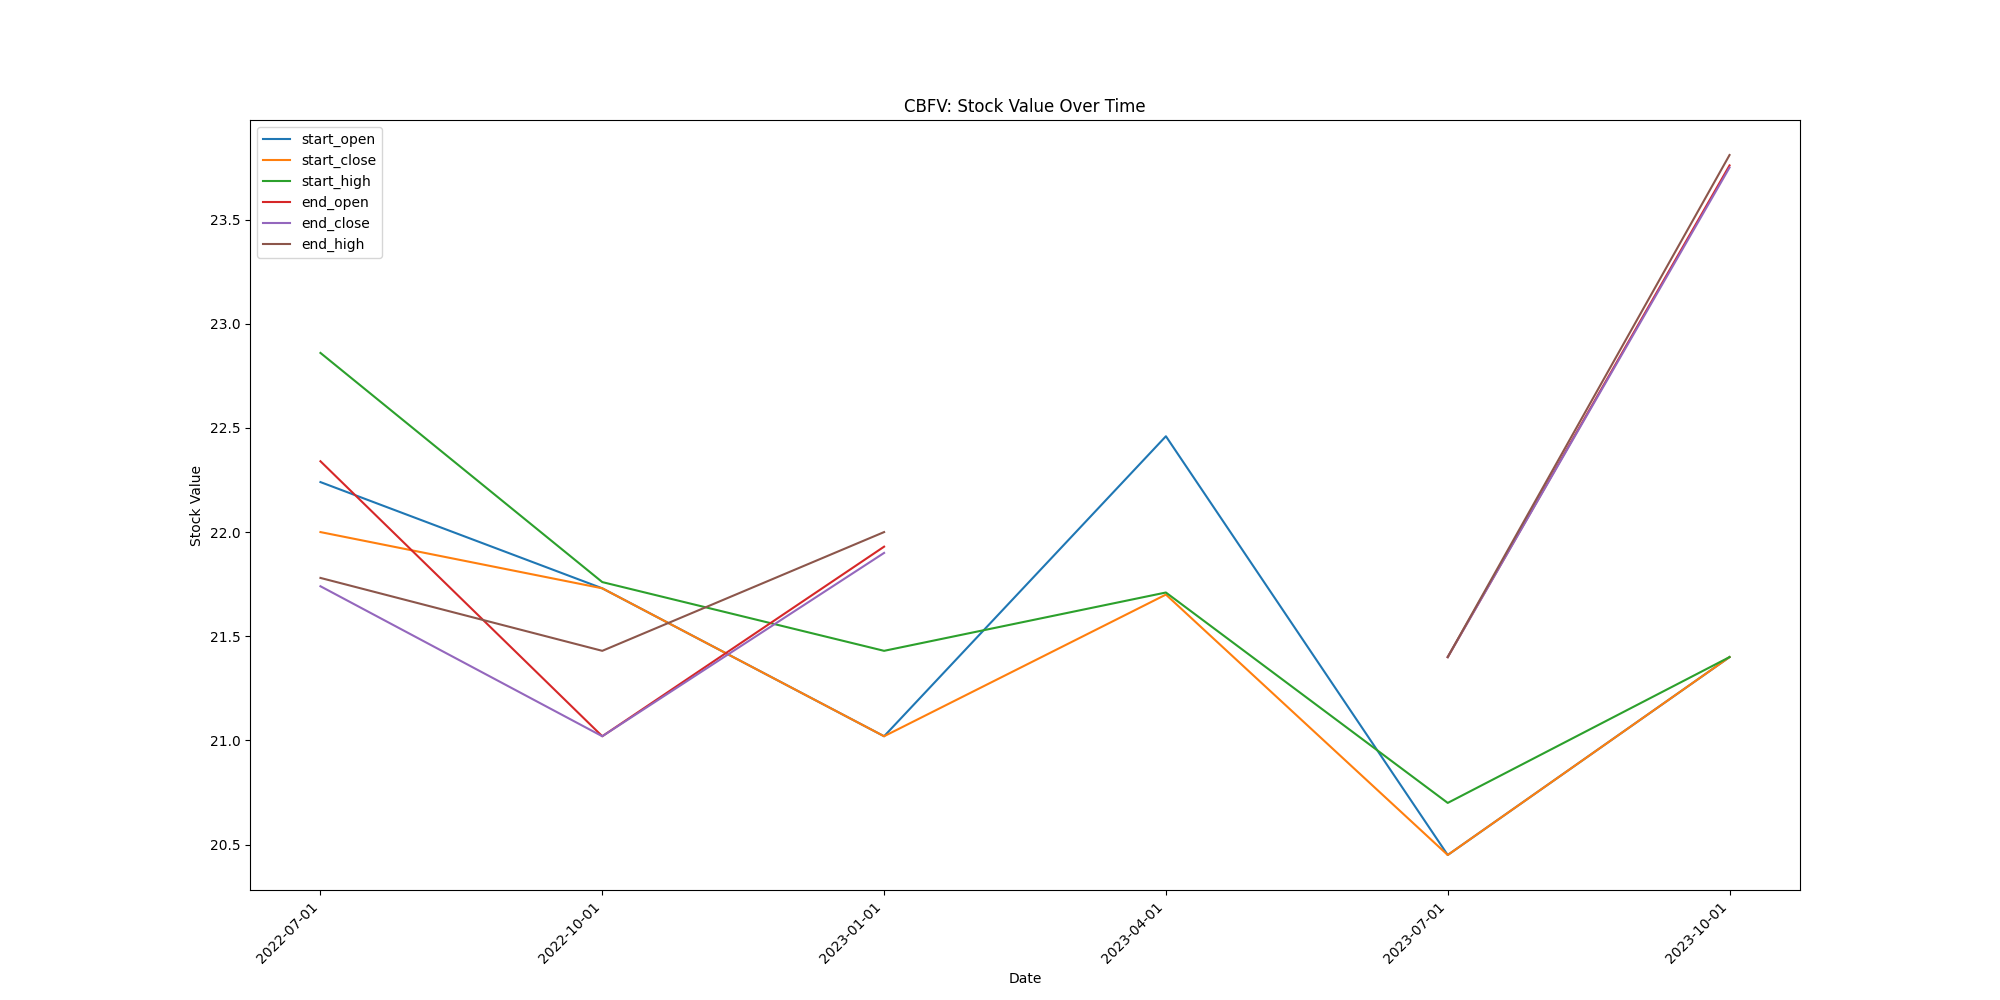 CBFV: Stock Value Over Time
start_open
start_close
start_high
end_open
end_close
end_high
Stock Value
23.5
23.0
22.5
22.0
21.5
21.0
20.5
2022-07-01
2022-10-01
2023-01-01
2023-04-01
2023-07-01
2023-10-01
Date